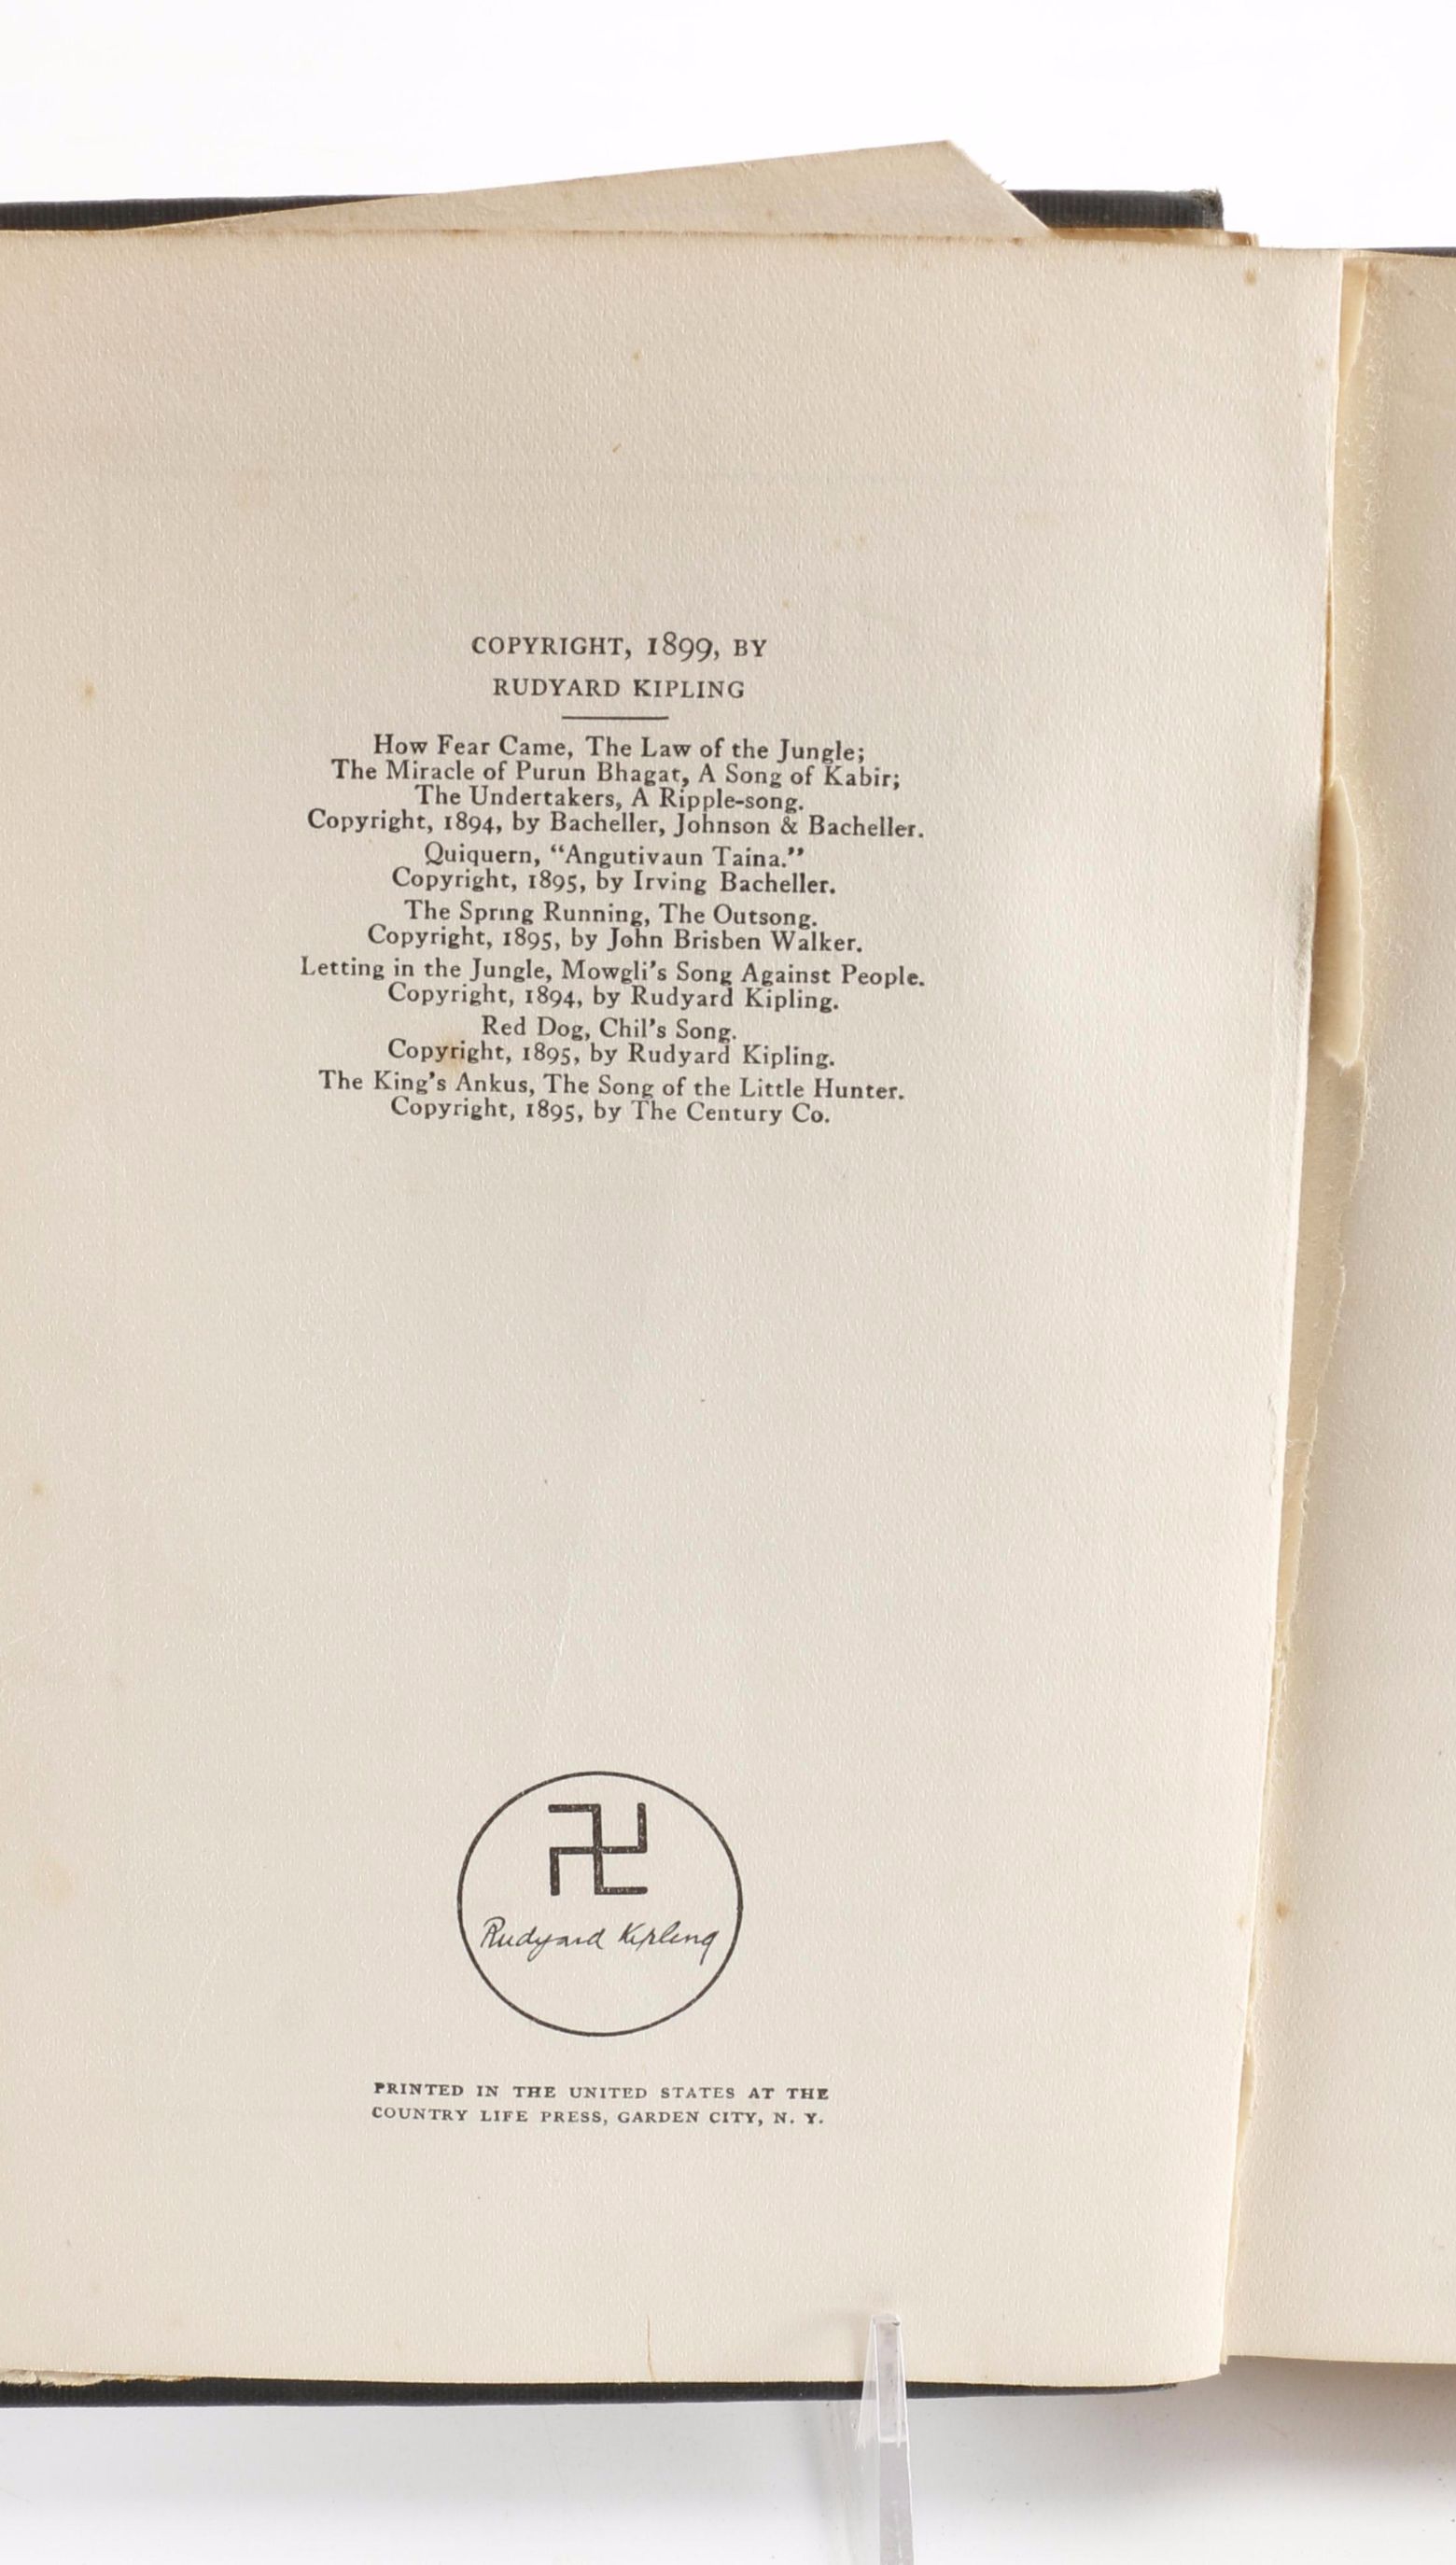 COPYRIGHT, 1899, BY
RUDYARD KIPLING
How Fear Came, The Law of the Jungle;
The Miracle of Purun Bhagat, A Song of Kabir;
The Undertakers, A Ripple-song.
Copyright, 1894, by Bacheller, Johnson & Bacheller.
Quiquern, "Angutivaun Taina."
Copyright, 1895, by Irving Bacheller.
The Spring Running, The Outsong.
Copyright, 1895, by John Brisben Walker.
Letting in the Jungle, Mowgli's Song Against People.
Copyright, 1894, by Rudyard Kipling.
Red Dog, Chil's Song.
Copyright, 1895, by Rudyard Kipling.
The King's Ankus, The Song of the Little Hunter.
Copyright, 1895, by The Century Co.
Rudyard Kipling
PRINTED IN THE UNITED STATES AT THE
COUNTRY LIFE PRESS, GARDEN CITY, N. Y.